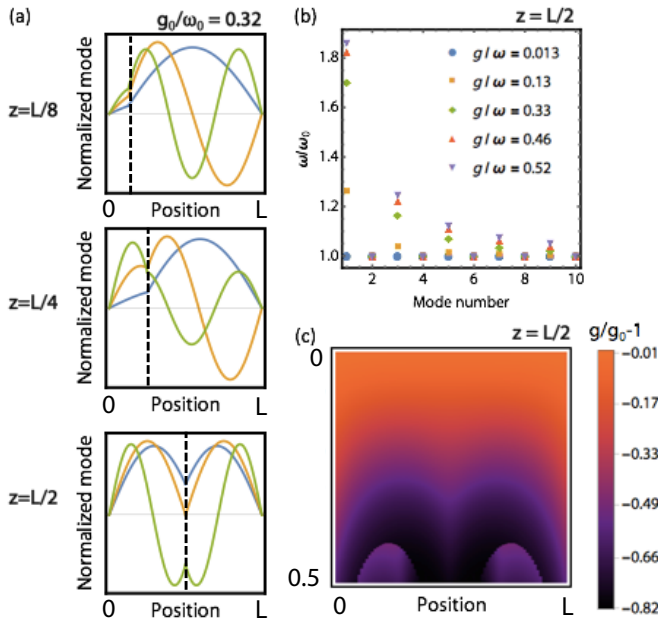 (a)
g₀/ω₀ = 0.32
z=L/8
Normalized mode
0
Position
L
z=L/4
Normalized mode
0
Position
L
z=L/2
Normalized mode
0
Position
L
(b)
z = L/2
ω/ω₀
1.8
1.6
1.4
1.2
1.0
g / ω = 0.013
g / ω = 0.13
g / ω = 0.33
g / ω = 0.46
g / ω = 0.52
2 4 6 8 10
Mode number
(c)
z = L/2
g/g₀-1
0
0.5
0
Position
L
−0.01
−0.17
−0.33
−0.49
−0.66
−0.82